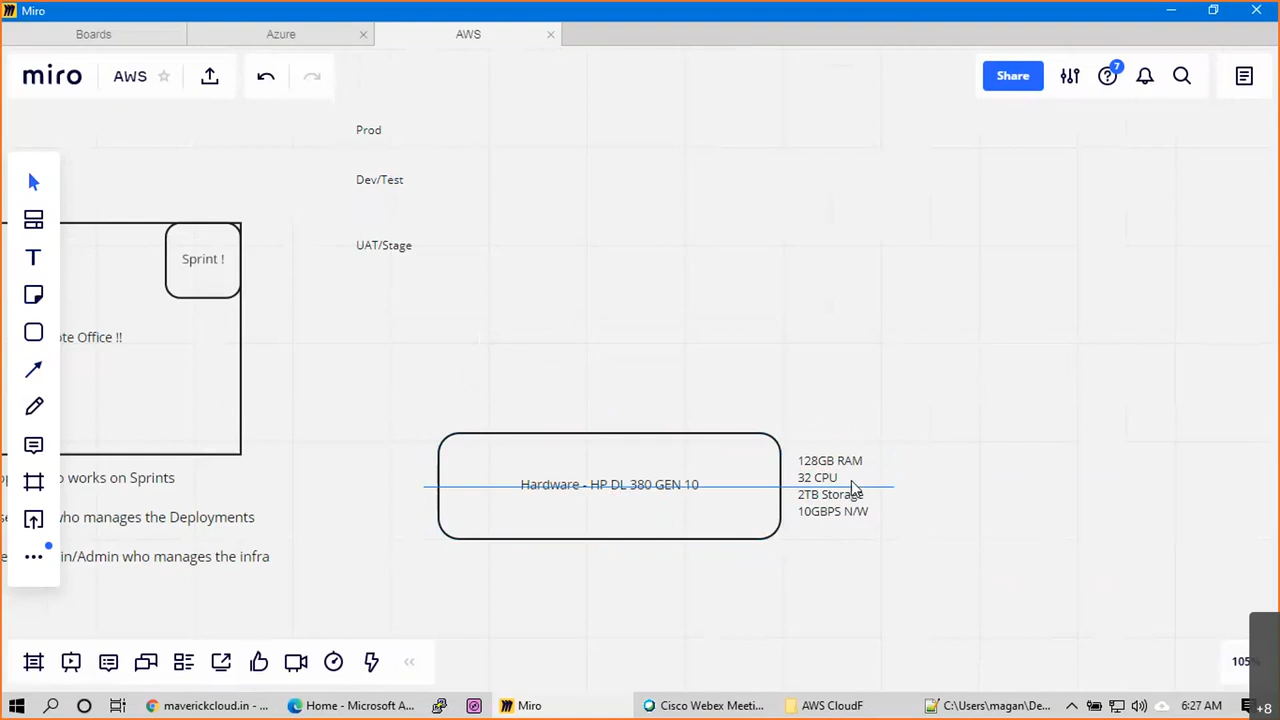 Miro
Boards
Azure
AWS
miro
AWS
Share
7
Prod
Dev/Test
UAT/Stage
Sprint !
ote Office !!
Hardware - HP DL 380 GEN 10
128GB RAM
32 CPU
2TB Storage
10GBPS N/W
o works on Sprints
who manages the Deployments
in/Admin who manages the infra
105
maverickcloud.in - ...
Home - Microsoft A...
Miro
Cisco Webex Meeti...
AWS CloudF
C:\Users\magan\De...
6:27 AM
+8